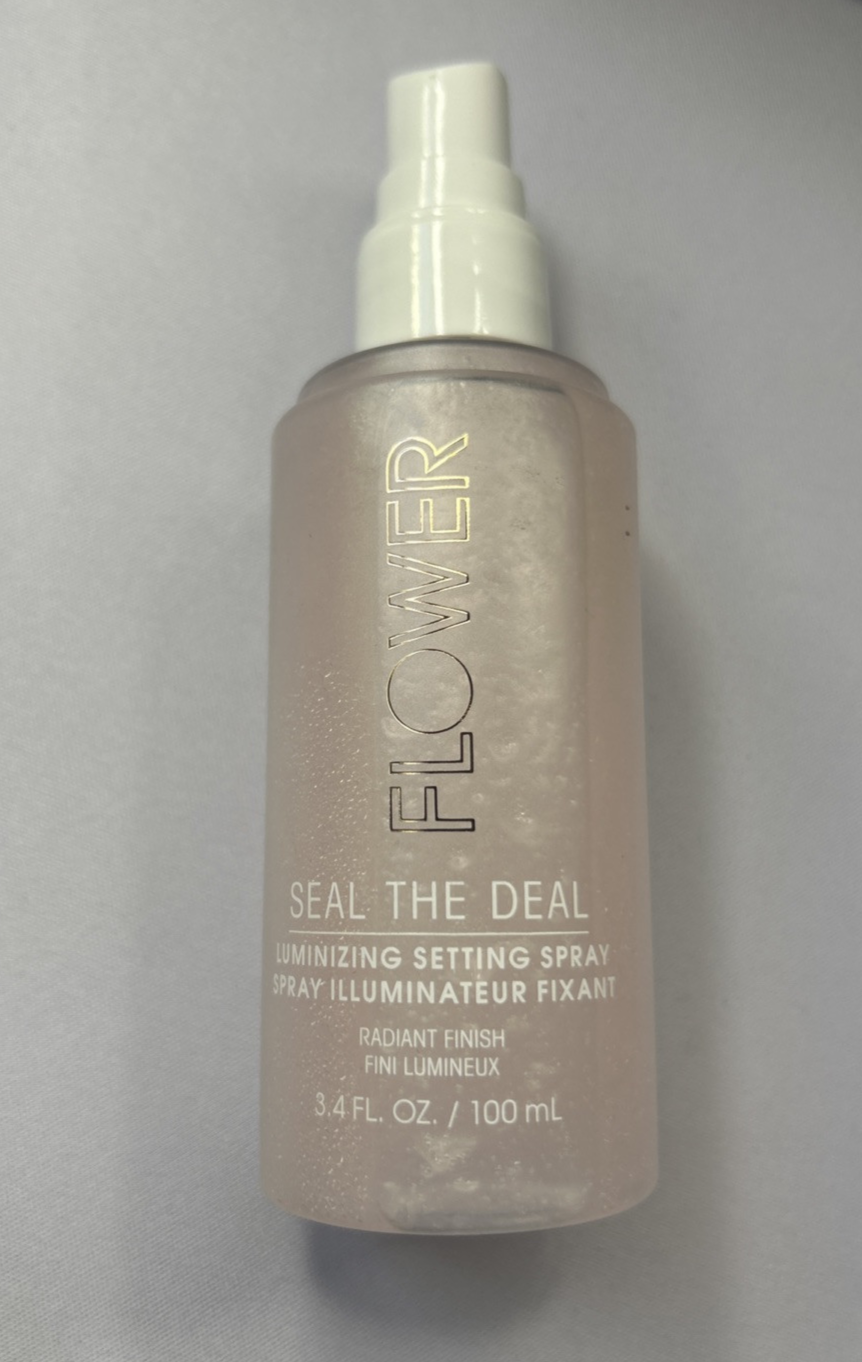 FLOWER
SEAL THE DEAL
LUMINIZING SETTING SPRAY
SPRAY ILLUMINATEUR FIXANT
RADIANT FINISH
FINI LUMINEUX
3.4 FL. OZ. / 100 mL